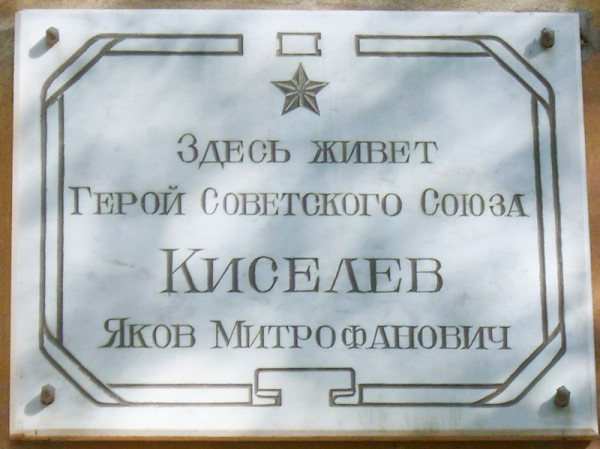 Здесь живет
Герой Советского Союза
Киселев
Яков Митрофанович